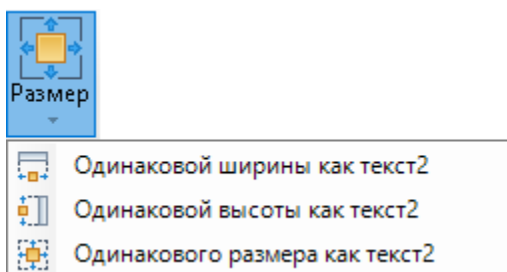 Размер
Одинаковой ширины как текст2
Одинаковой высоты как текст2
Одинакового размера как текст2